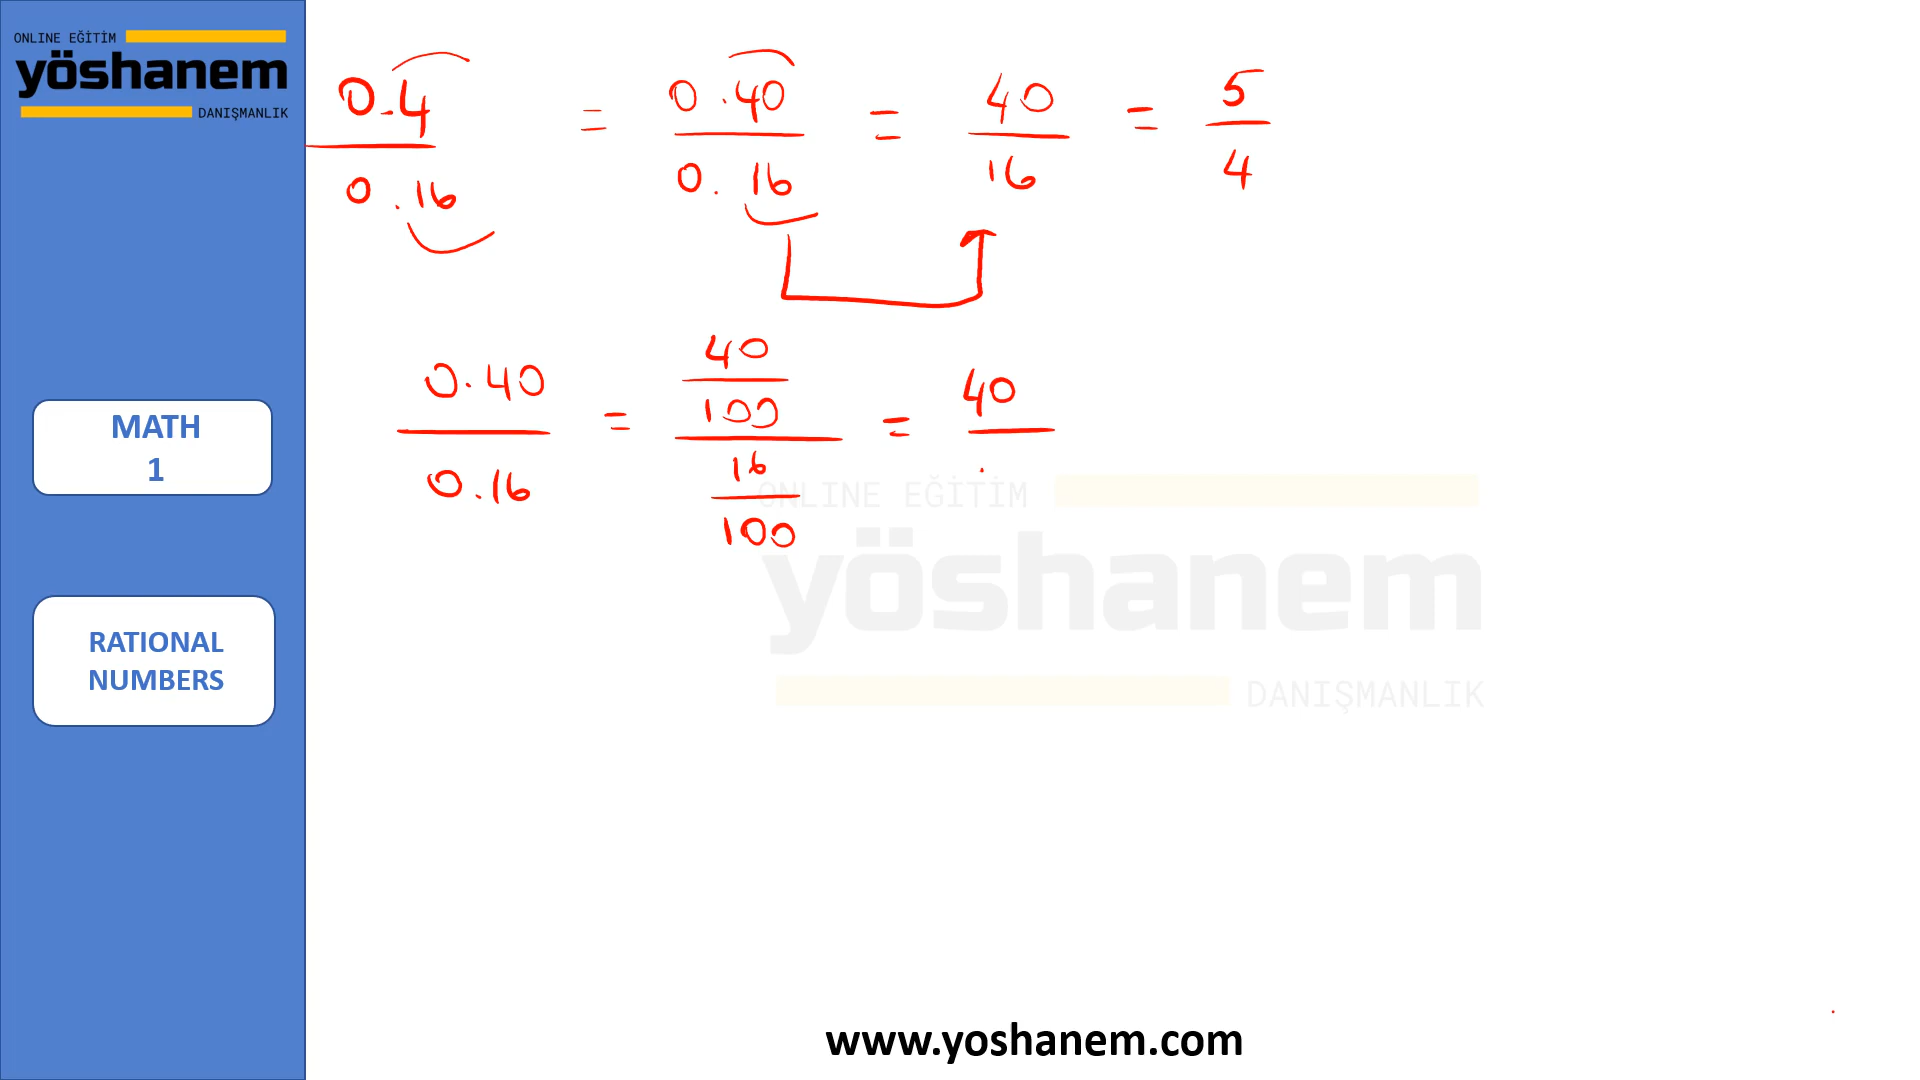 ONLINE EĞİTİM
yöshanem
DANIŞMANLIK
MATH
1
RATIONAL
NUMBERS
0.4 / 0.16 = 0.40 / 0.16 = 40 / 16 = 5 / 4
0.40 / 0.16 = 40/100 / 16/100 = 40
ONLINE EĞİTİM
yöshanem
DANIŞMANLIK
www.yoshanem.com